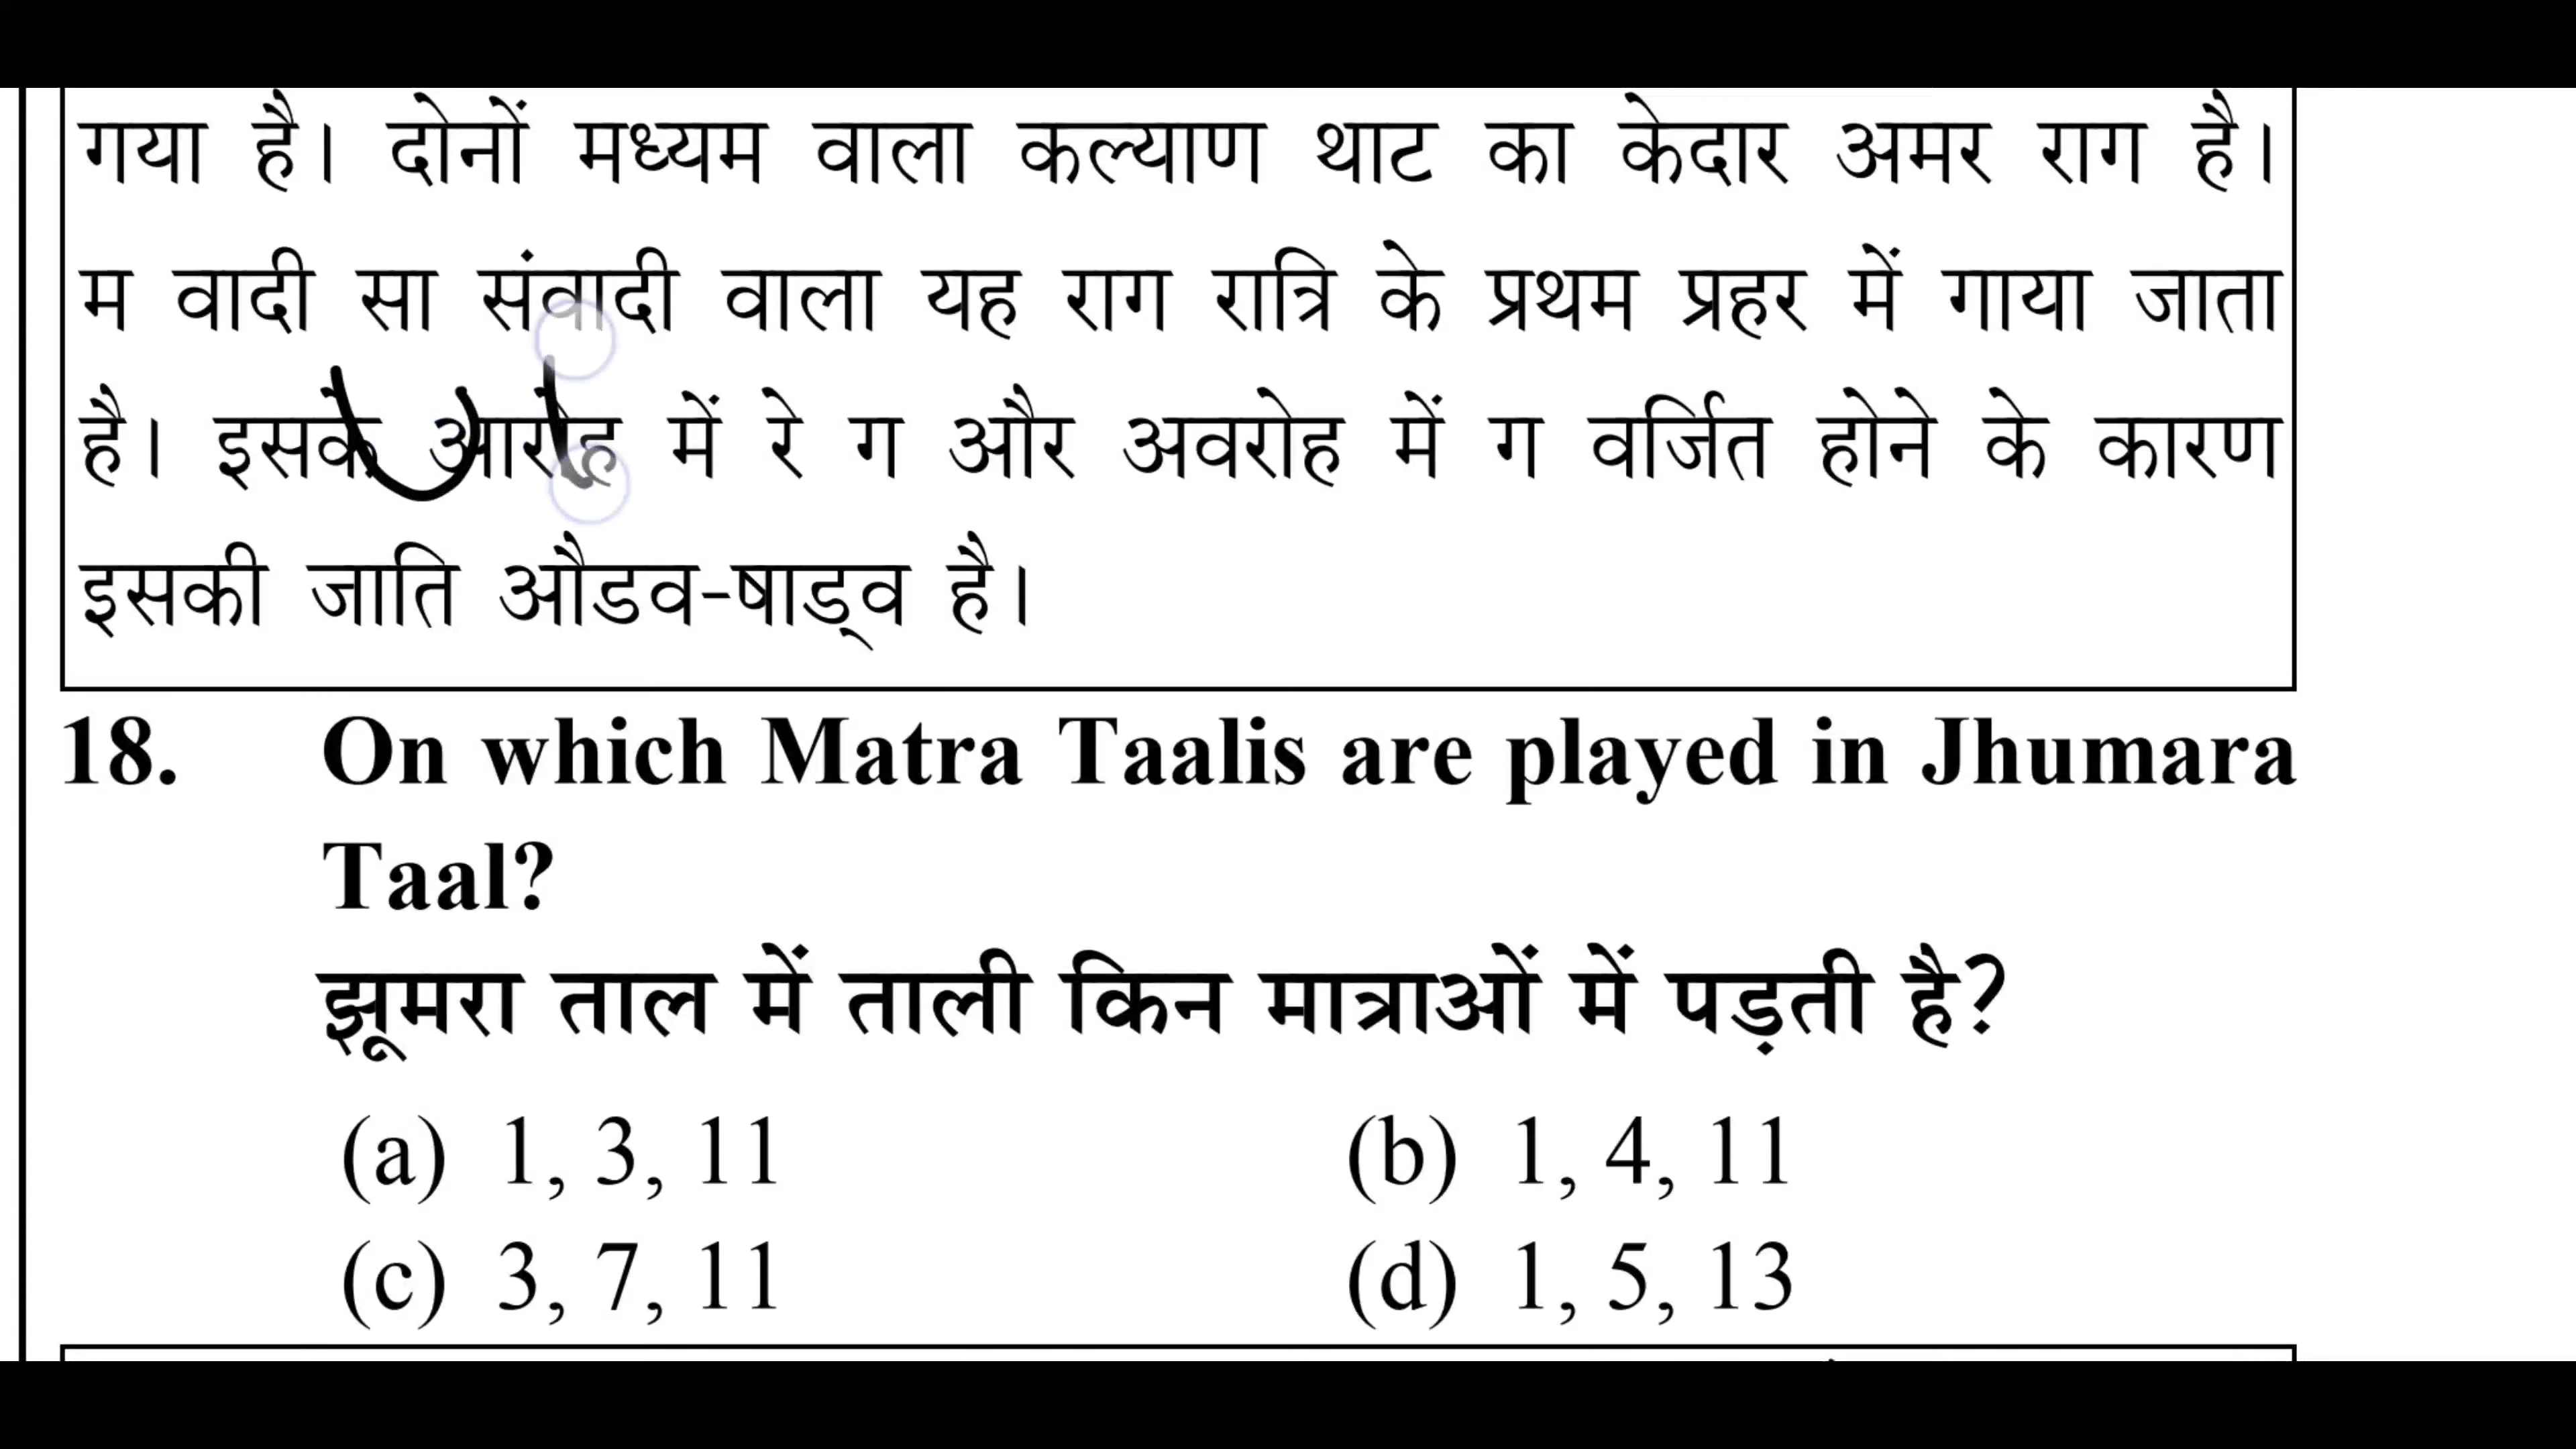 गया है। दोनों मध्यम वाला कल्याण थाट का केदार अमर राग है।
म वादी सा संवादी वाला यह राग रात्रि के प्रथम प्रहर में गाया जाता
है। इसके आरोह में रे ग और अवरोह में ग वर्जित होने के कारण
इसकी जाति औडव-षाड्‌व है।
18. On which Matra Taalis are played in Jhumara
Taal?
झूमरा ताल में ताली किन मात्राओं में पड़ती है?
(a) 1, 3, 11 (b) 1, 4, 11
(c) 3, 7, 11 (d) 1, 5, 13